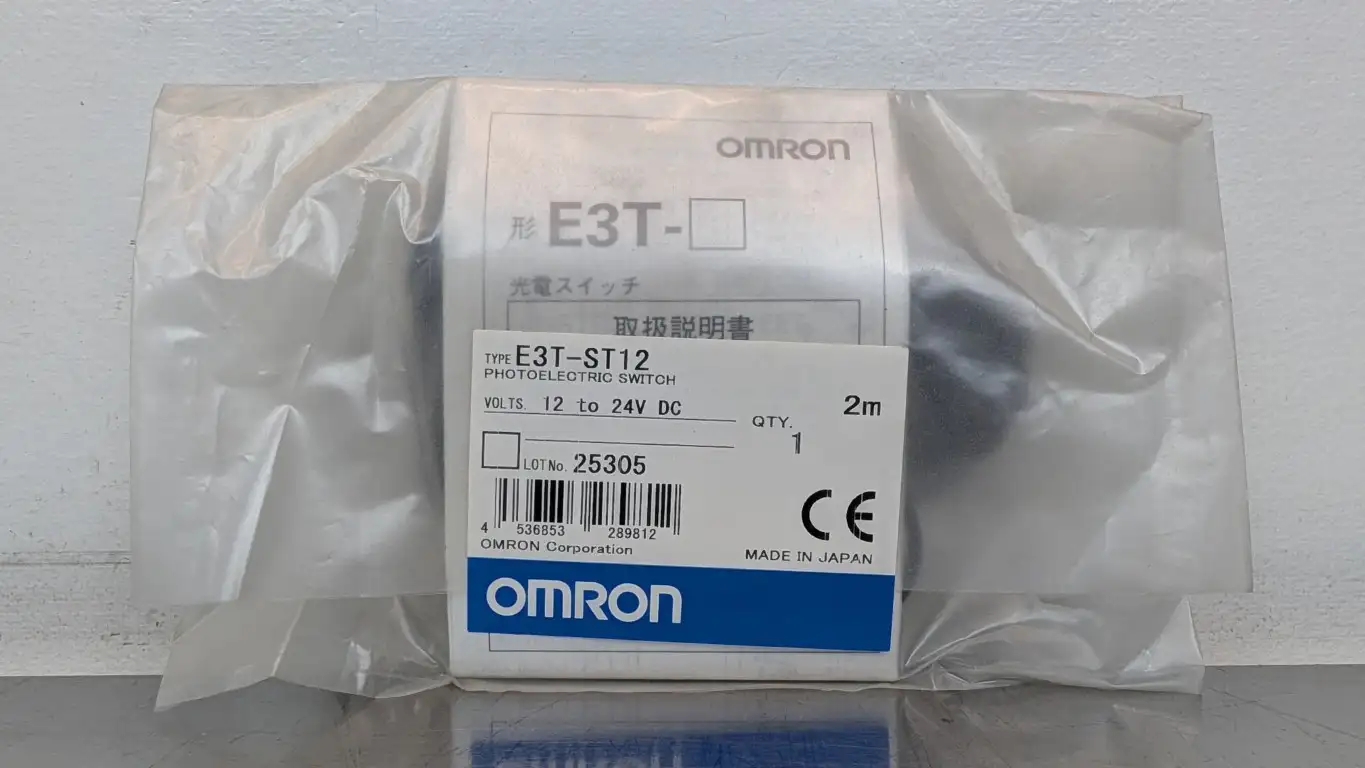 OMRON
形 E3T-□
光電スイッチ
取扱説明書
TYPE E3T-ST12
PHOTOELECTRIC SWITCH
VOLTS. 12 to 24V DC
2m
QTY. 1
LOT No. 25305
4 536853 289812
OMRON Corporation
CE
MADE IN JAPAN
OMRON